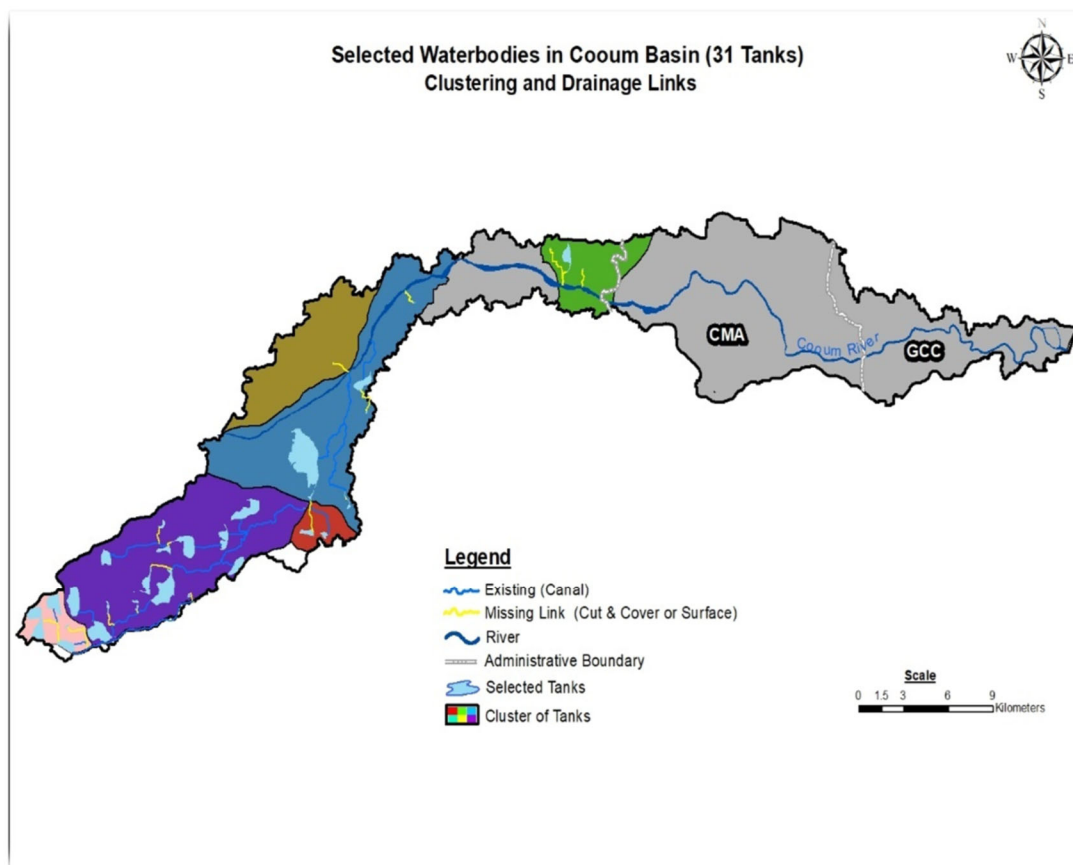 Selected Waterbodies in Cooum Basin (31 Tanks)
Clustering and Drainage Links
N
W
E
S
CMA
Cooum River
GCC
Legend
Existing (Canal)
Missing Link (Cut & Cover or Surface)
River
Administrative Boundary
Selected Tanks
Cluster of Tanks
Scale
0 1.5 3 6 9
Kilometers